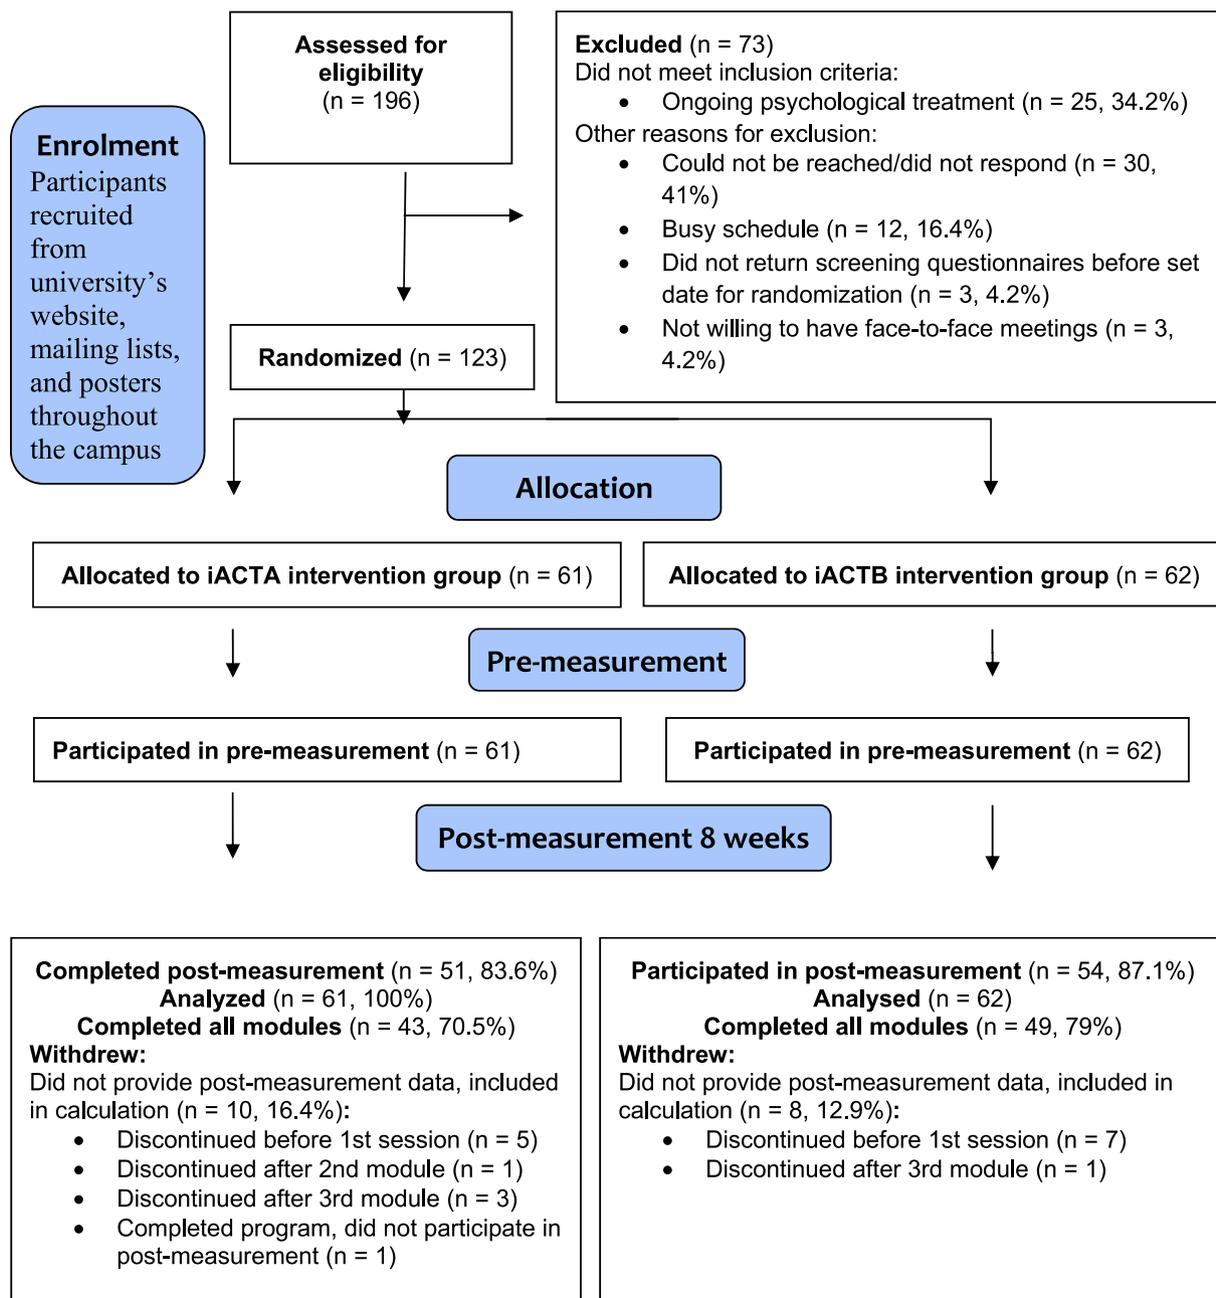 Assessed for
eligibility
(n = 196)
Excluded (n = 73)
Did not meet inclusion criteria:
• Ongoing psychological treatment (n = 25, 34.2%)
Other reasons for exclusion:
• Could not be reached/did not respond (n = 30,
41%)
• Busy schedule (n = 12, 16.4%)
• Did not return screening questionnaires before set
date for randomization (n = 3, 4.2%)
• Not willing to have face-to-face meetings (n = 3,
4.2%)
Enrolment
Participants
recruited
from
university’s
website,
mailing lists,
and posters
throughout
the campus
Randomized (n = 123)
Allocation
Allocated to iACTA intervention group (n = 61)
Allocated to iACTB intervention group (n = 62)
Pre-measurement
Participated in pre-measurement (n = 61)
Participated in pre-measurement (n = 62)
Post-measurement 8 weeks
Completed post-measurement (n = 51, 83.6%)
Analyzed (n = 61, 100%)
Completed all modules (n = 43, 70.5%)
Withdrew:
Did not provide post-measurement data, included
in calculation (n = 10, 16.4%):
• Discontinued before 1st session (n = 5)
• Discontinued after 2nd module (n = 1)
• Discontinued after 3rd module (n = 3)
• Completed program, did not participate in
post-measurement (n = 1)
Participated in post-measurement (n = 54, 87.1%)
Analysed (n = 62)
Completed all modules (n = 49, 79%)
Withdrew:
Did not provide post-measurement data, included in
calculation (n = 8, 12.9%):
• Discontinued before 1st session (n = 7)
• Discontinued after 3rd module (n = 1)